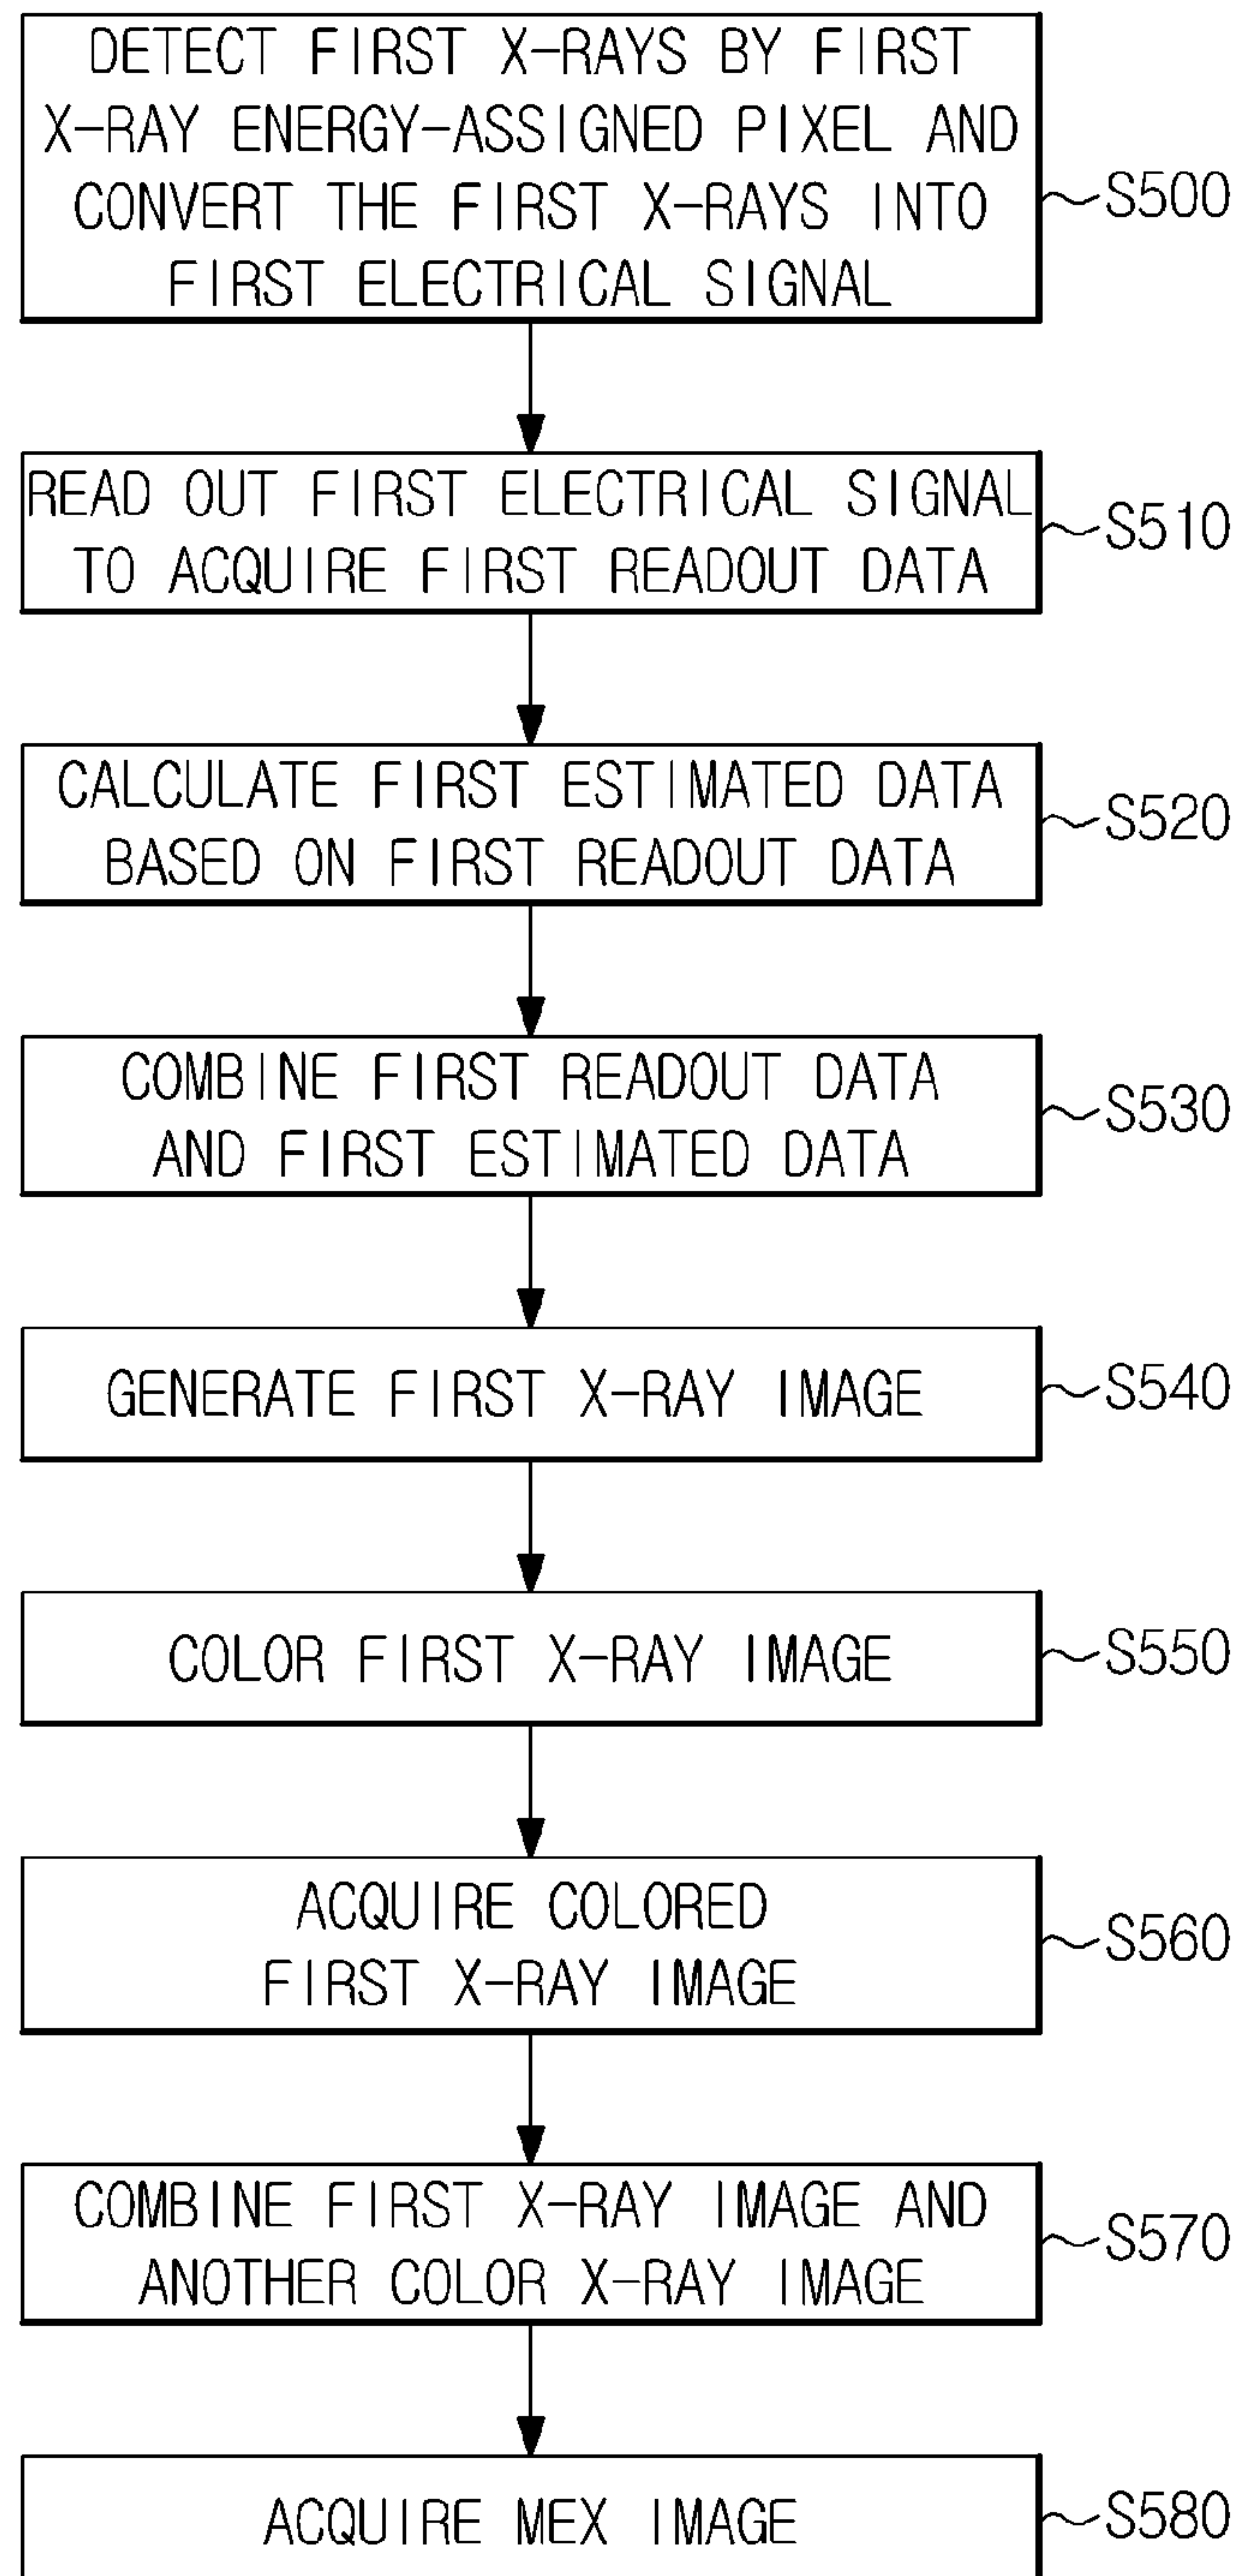 DETECT FIRST X-RAYS BY FIRST
X-RAY ENERGY-ASSIGNED PIXEL AND
CONVERT THE FIRST X-RAYS INTO
FIRST ELECTRICAL SIGNAL
S500
READ OUT FIRST ELECTRICAL SIGNAL
TO ACQUIRE FIRST READOUT DATA
S510
CALCULATE FIRST ESTIMATED DATA
BASED ON FIRST READOUT DATA
S520
COMBINE FIRST READOUT DATA
AND FIRST ESTIMATED DATA
S530
GENERATE FIRST X-RAY IMAGE
S540
COLOR FIRST X-RAY IMAGE
S550
ACQUIRE COLORED
FIRST X-RAY IMAGE
S560
COMBINE FIRST X-RAY IMAGE AND
ANOTHER COLOR X-RAY IMAGE
S570
ACQUIRE MEX IMAGE
S580